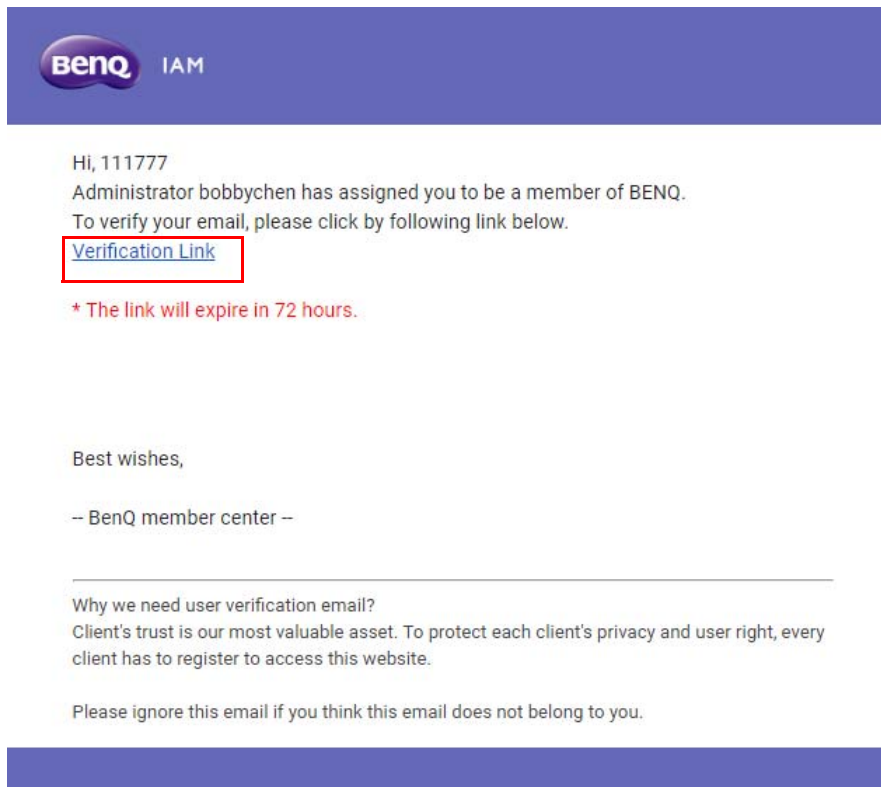 BenQ IAM
Hi, 111777
Administrator bobbychen has assigned you to be a member of BENQ.
To verify your email, please click by following link below.
Verification Link
* The link will expire in 72 hours.
Best wishes,
-- BenQ member center --
Why we need user verification email?
Client's trust is our most valuable asset. To protect each client's privacy and user right, every
client has to register to access this website.
Please ignore this email if you think this email does not belong to you.